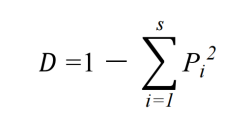 D = 1 − ∑_{i=1}^{s} P_i^2